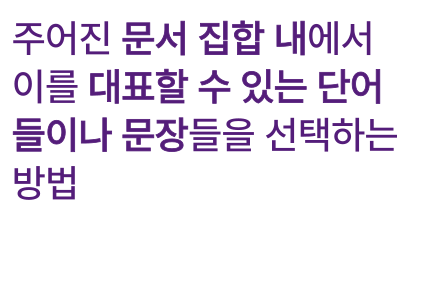 주어진 문서 집합 내에서
이를 대표할 수 있는 단어
들이나 문장들을 선택하는
방법